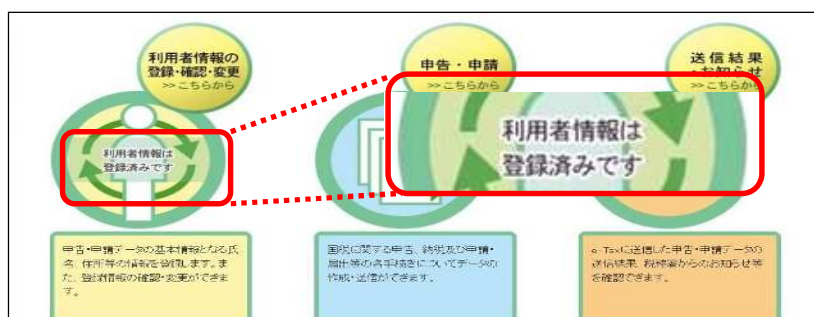 利用者情報の
登録・確認・変更
>>こちらから
申告・申請
>>こちらから
送信結果
・お知らせ
>>こちらから
利用者情報は
登録済みです
利用者情報は
登録済みです
申告・申請データの基本情報となる氏
名、住所等の情報を登録します。ま
た、登録情報の確認・変更ができま
す。
国税に関する申告、納税及び申請・
届出等の各手続きについてデータの
作成・送信ができます。
e-Taxに送信した申告・申請データの
送信結果、税務署からのお知らせ等
を確認できます。